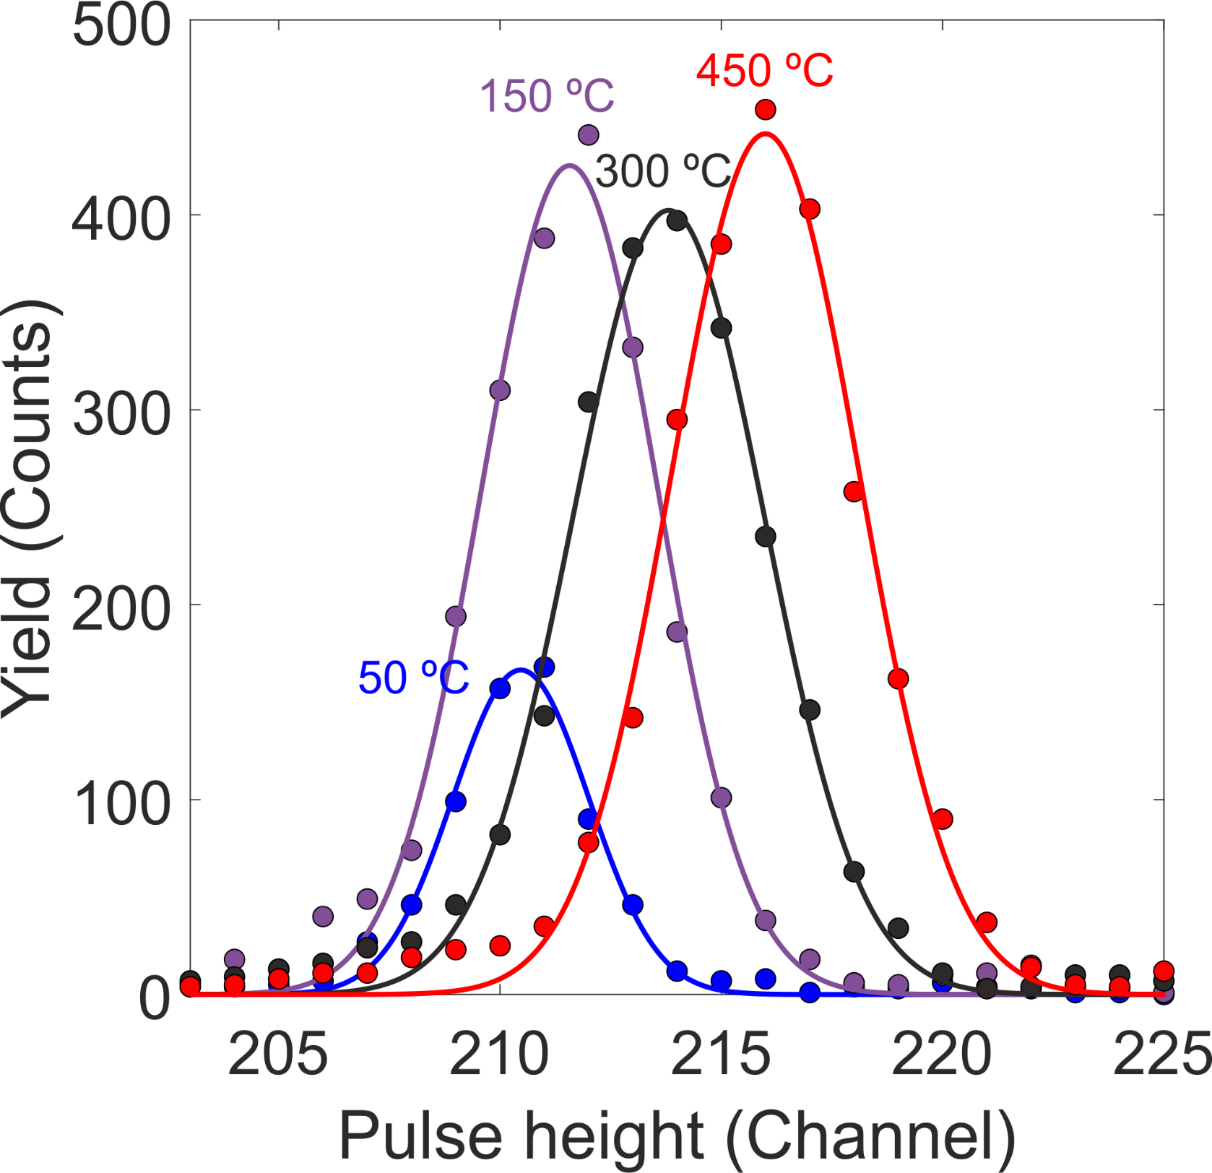 500
400
300
200
100
0
Yield (Counts)
150 ºC
450 ºC
300 ºC
50 ºC
205 210 215 220 225
Pulse height (Channel)